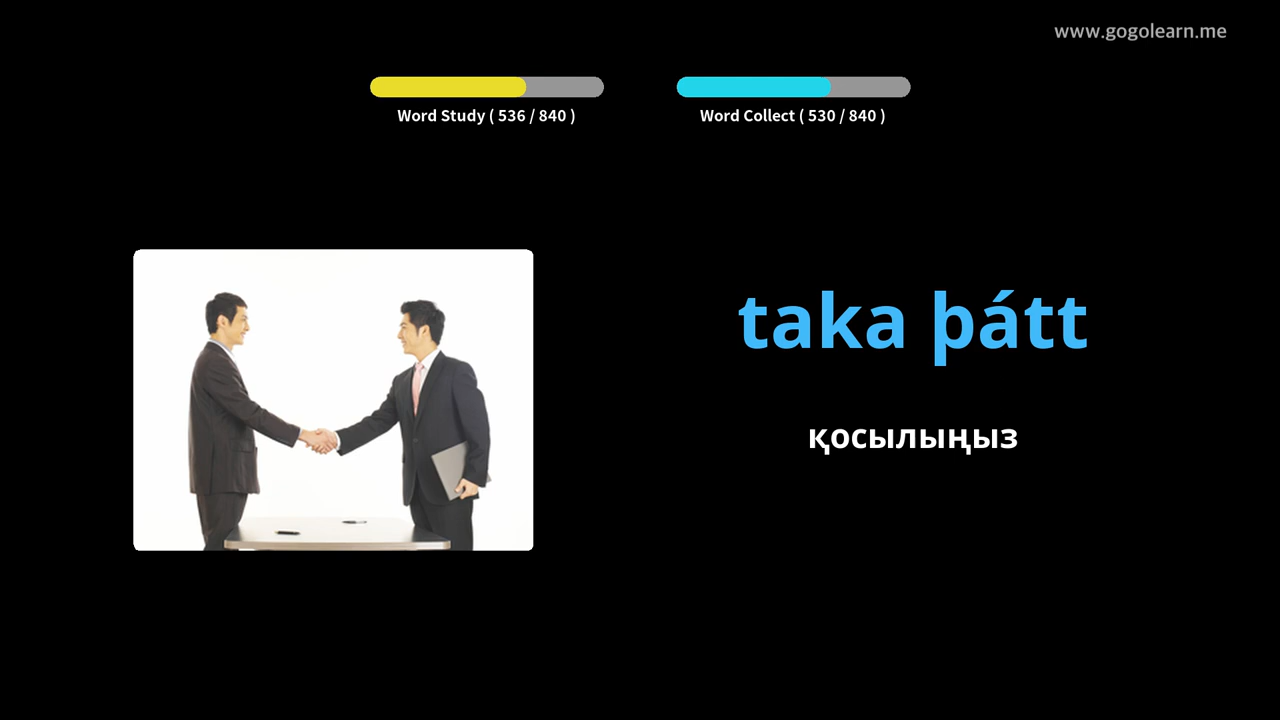 www.gogolearn.me
Word Study ( 536 / 840 )
Word Collect ( 530 / 840 )
taka þátt
қосылыңыз